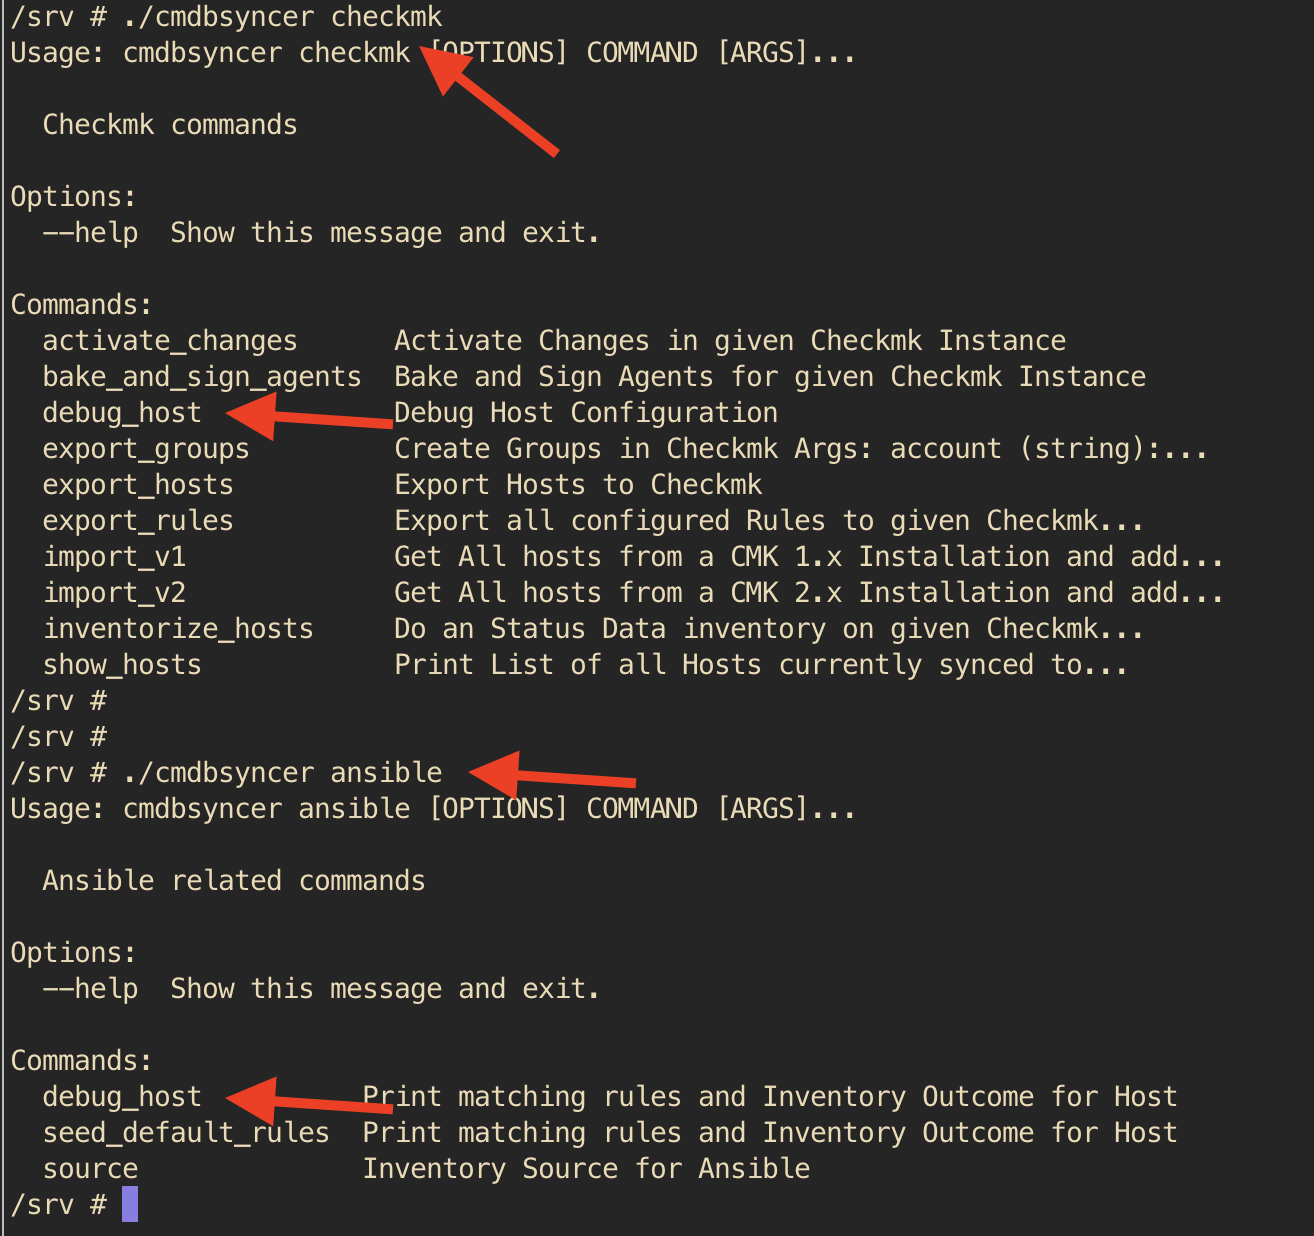 /srv # ./cmdbsyncer checkmk
Usage: cmdbsyncer checkmk [OPTIONS] COMMAND [ARGS]...
Checkmk commands
Options:
--help  Show this message and exit.
Commands:
activate_changes      Activate Changes in given Checkmk Instance
bake_and_sign_agents  Bake and Sign Agents for given Checkmk Instance
debug_host            Debug Host Configuration
export_groups         Create Groups in Checkmk Args: account (string):...
export_hosts          Export Hosts to Checkmk
export_rules          Export all configured Rules to given Checkmk...
import_v1             Get All hosts from a CMK 1.x Installation and add...
import_v2             Get All hosts from a CMK 2.x Installation and add...
inventorize_hosts     Do an Status Data inventory on given Checkmk...
show_hosts            Print List of all Hosts currently synced to...
/srv #
/srv #
/srv # ./cmdbsyncer ansible
Usage: cmdbsyncer ansible [OPTIONS] COMMAND [ARGS]...
Ansible related commands
Options:
--help  Show this message and exit.
Commands:
debug_host          Print matching rules and Inventory Outcome for Host
seed_default_rules  Print matching rules and Inventory Outcome for Host
source              Inventory Source for Ansible
/srv #